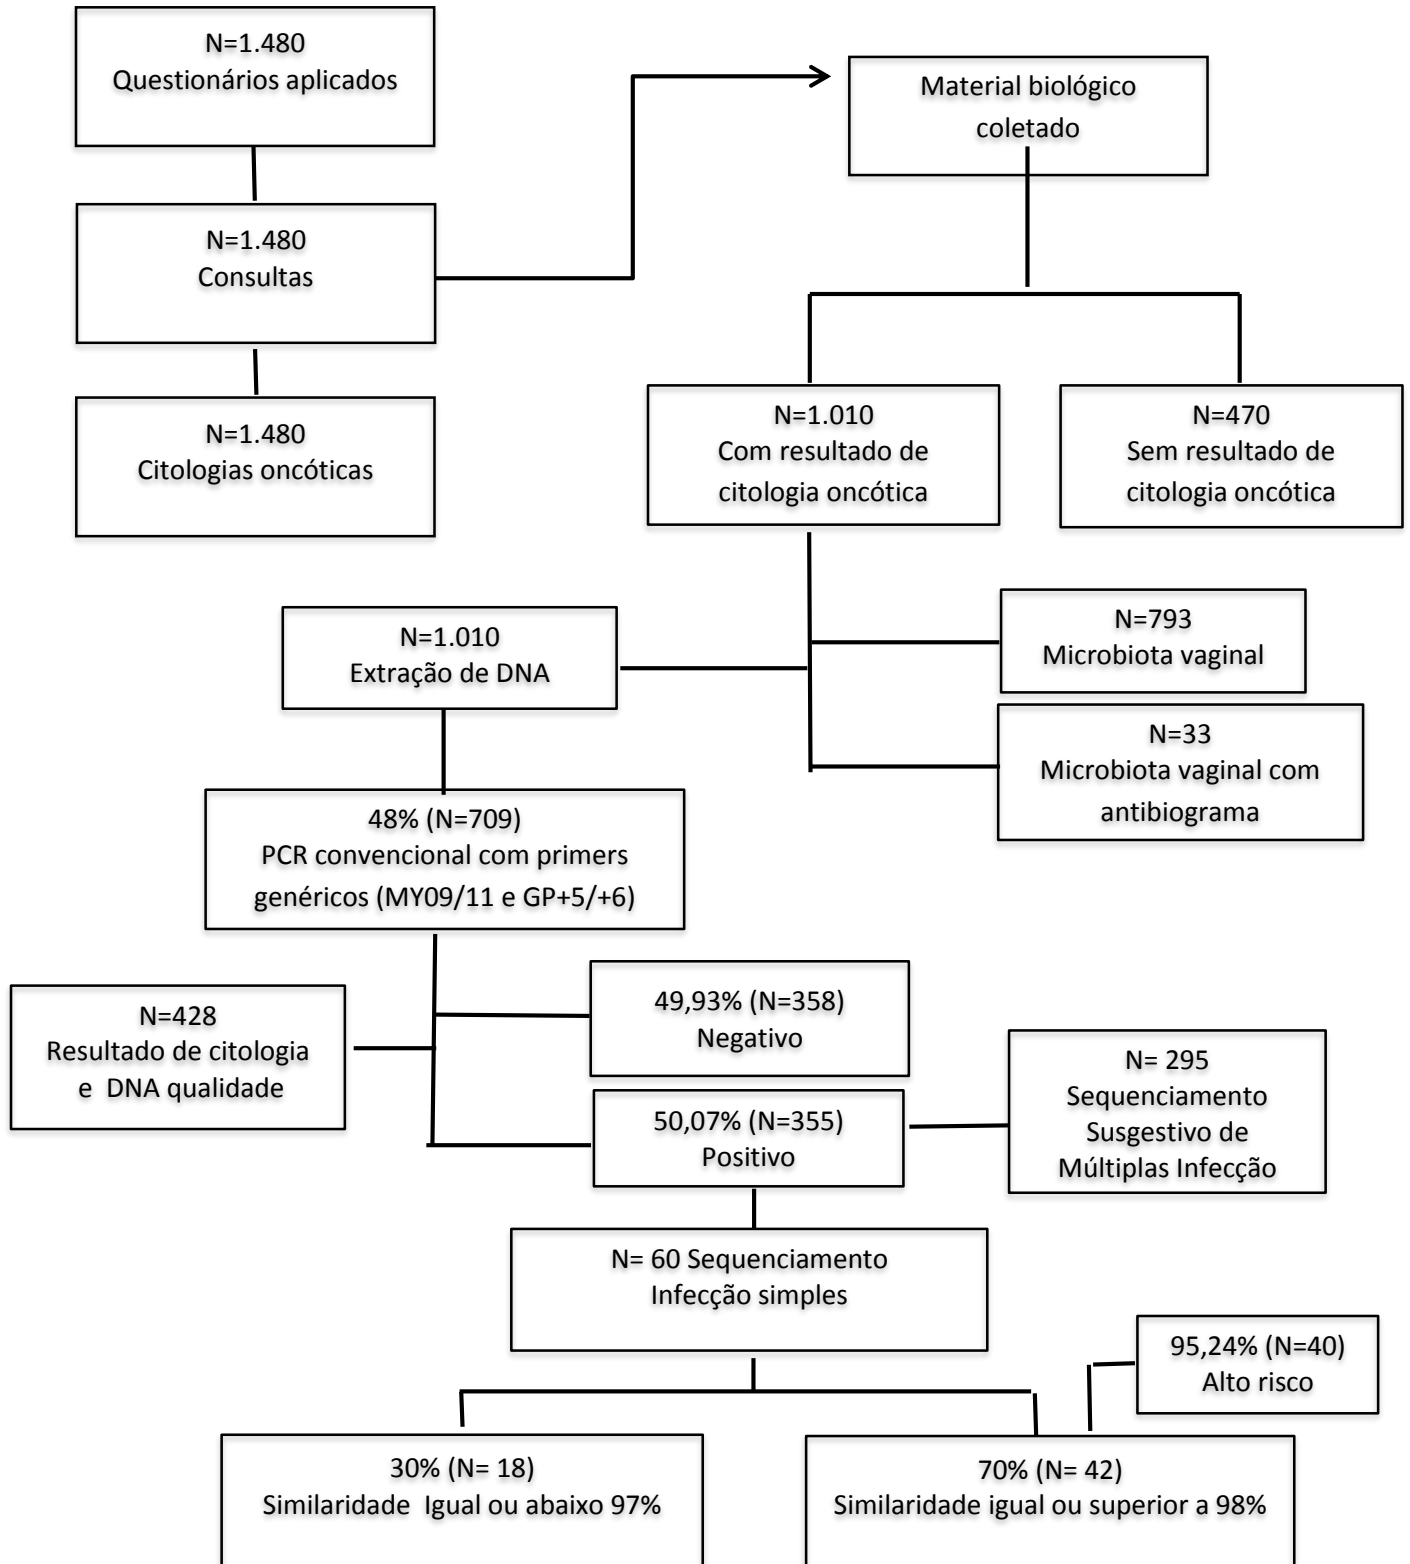 N=1.480
Questionários aplicados
N=1.480
Consultas
N=1.480
Citologias oncóticas
Material biológico
coletado
N=1.010
Com resultado de
citologia oncótica
N=470
Sem resultado de
citologia oncótica
N=793
Microbiota vaginal
N=33
Microbiota vaginal com
antibiograma
N=1.010
Extração de DNA
48% (N=709)
PCR convencional com primers
genéricos (MY09/11 e GP+5/+6)
N=428
Resultado de citologia
e DNA qualidade
49,93% (N=358)
Negativo
50,07% (N=355)
Positivo
N= 295
Sequenciamento
Susgestivo de
Múltiplas Infecção
N= 60 Sequenciamento
Infecção simples
95,24% (N=40)
Alto risco
30% (N= 18)
Similaridade Igual ou abaixo 97%
70% (N= 42)
Similaridade igual ou superior a 98%